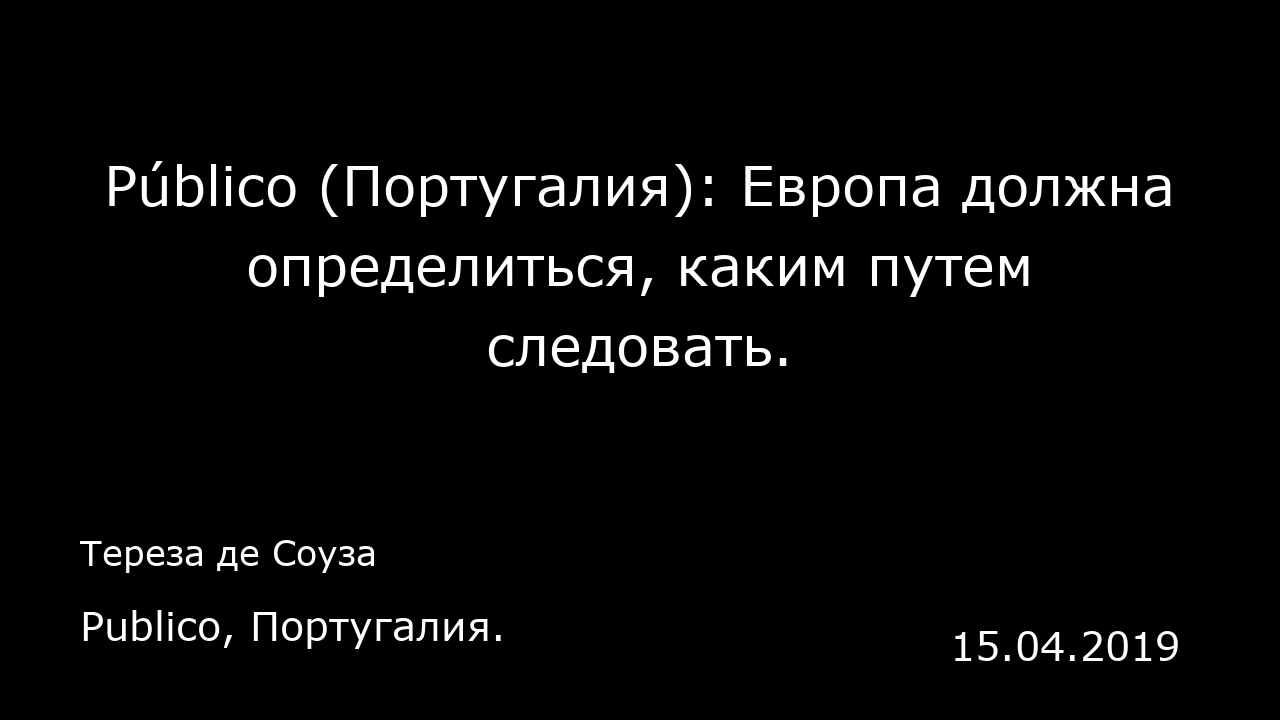 Público (Португалия): Европа должна
определиться, каким путем
следовать.
Тереза де Соуза
Publico, Португалия.
15.04.2019